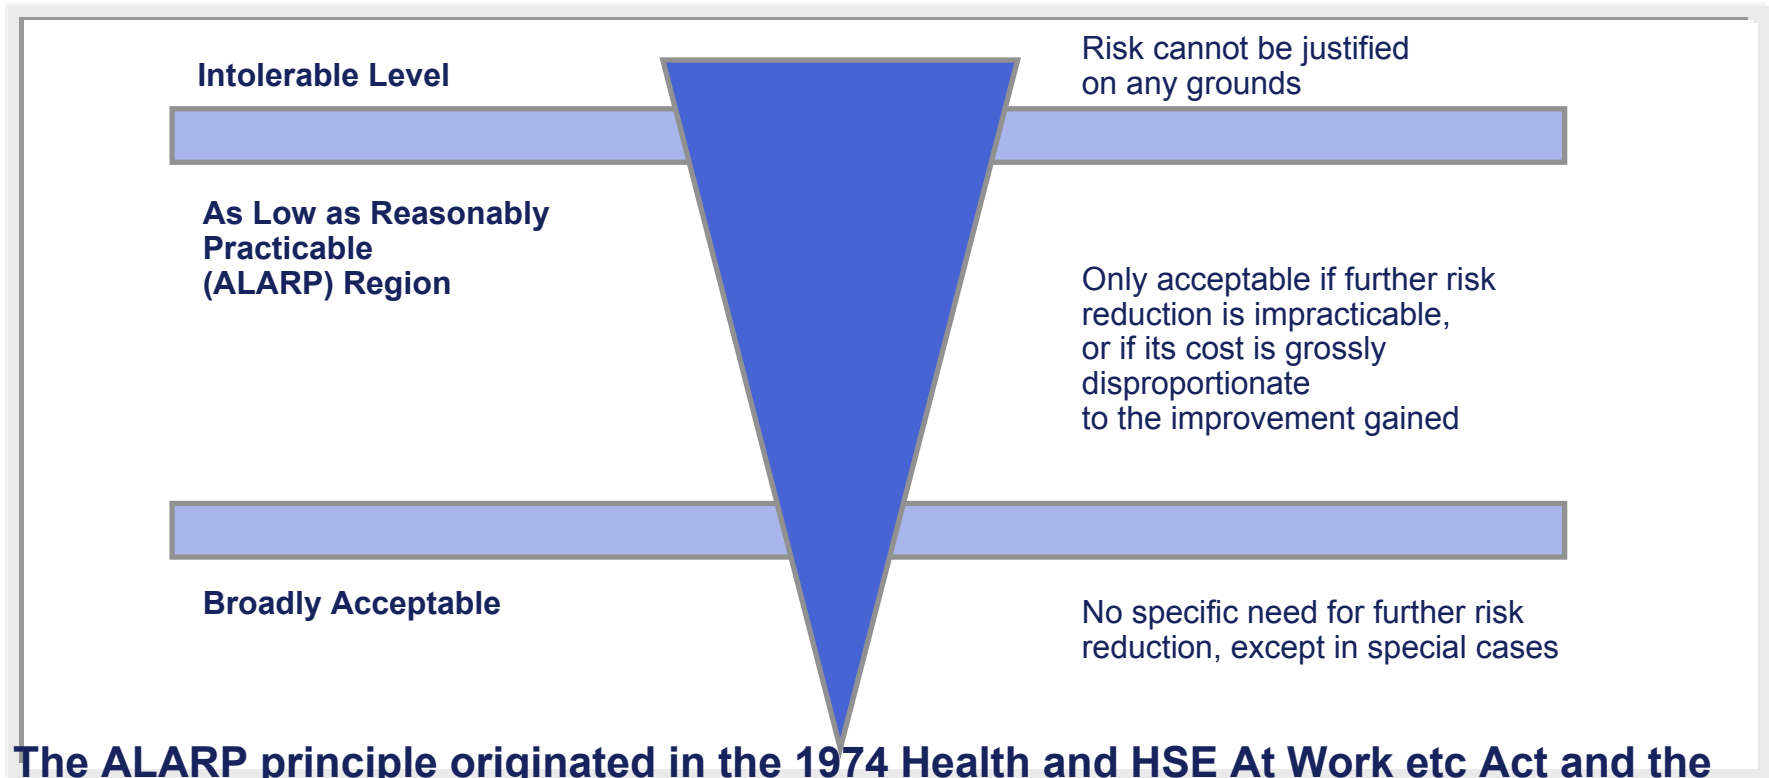 Intolerable Level
Risk cannot be justified
on any grounds
As Low as Reasonably
Practicable
(ALARP) Region
Only acceptable if further risk
reduction is impracticable,
or if its cost is grossly
disproportionate
to the improvement gained
Broadly Acceptable
No specific need for further risk
reduction, except in special cases
The ALARP principle originated in the 1974 Health and HSE At Work etc Act and the